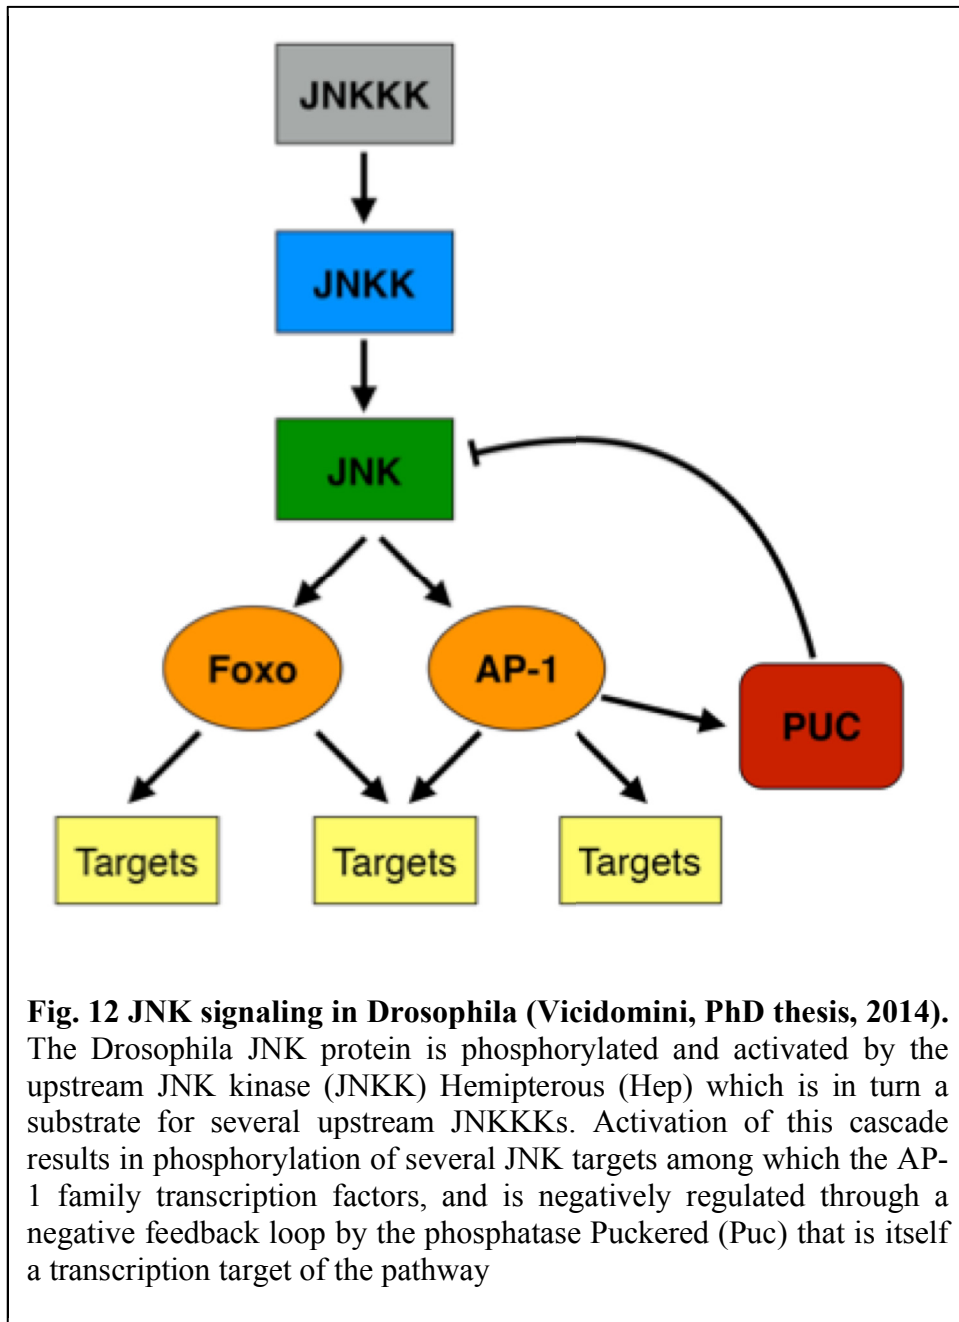 JNKKK
JNKK
JNK
Foxo
AP-1
PUC
Targets
Targets
Targets
Fig. 12 JNK signaling in Drosophila (Vicidomini, PhD thesis, 2014).
The Drosophila JNK protein is phosphorylated and activated by the
upstream JNK kinase (JNKK) Hemipterous (Hep) which is in turn a
substrate for several upstream JNKKKs. Activation of this cascade
results in phosphorylation of several JNK targets among which the AP-
1 family transcription factors, and is negatively regulated through a
negative feedback loop by the phosphatase Puckered (Puc) that is itself
a transcription target of the pathway